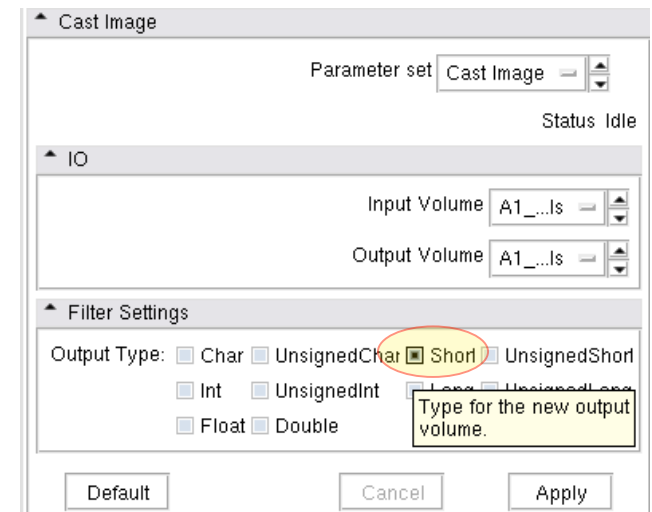 Cast Image
Parameter set Cast Image
Status Idle
IO
Input Volume A1_...ls
Output Volume A1_...ls
Filter Settings
Output Type: Char UnsignedChar Short UnsignedShort
Int UnsignedInt Long UnsignedLong
Float Double
Type for the new output
volume.
Default Cancel Apply